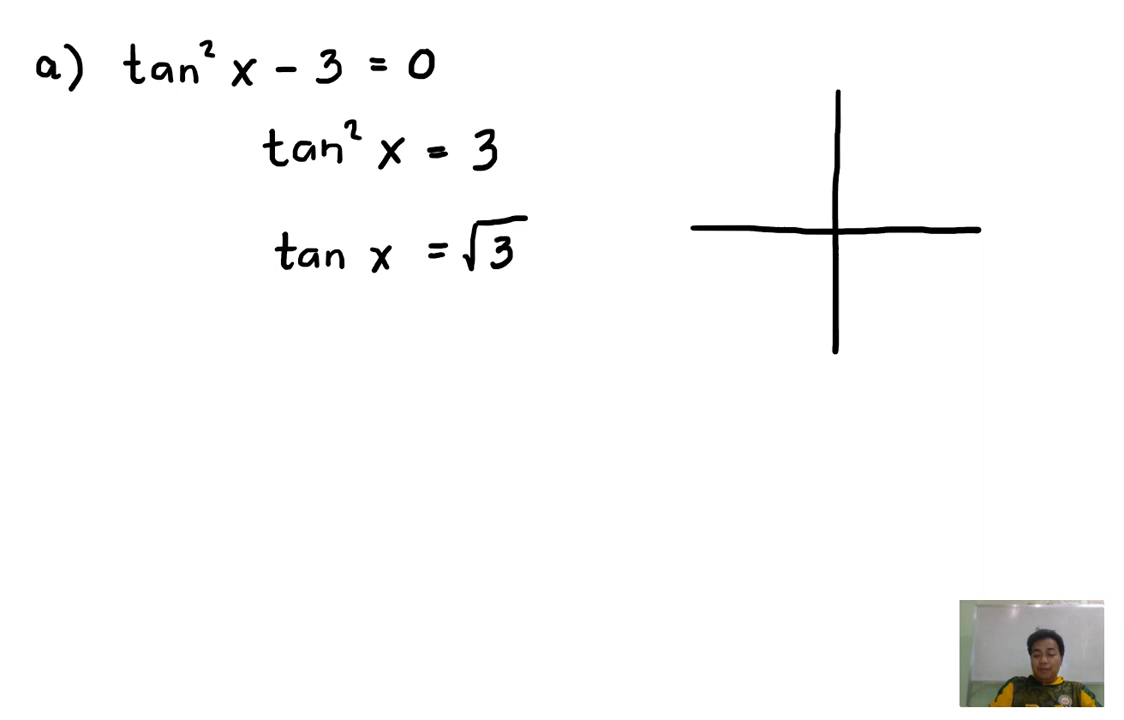 a) tan² x - 3 = 0
tan² x = 3
tan x = √3